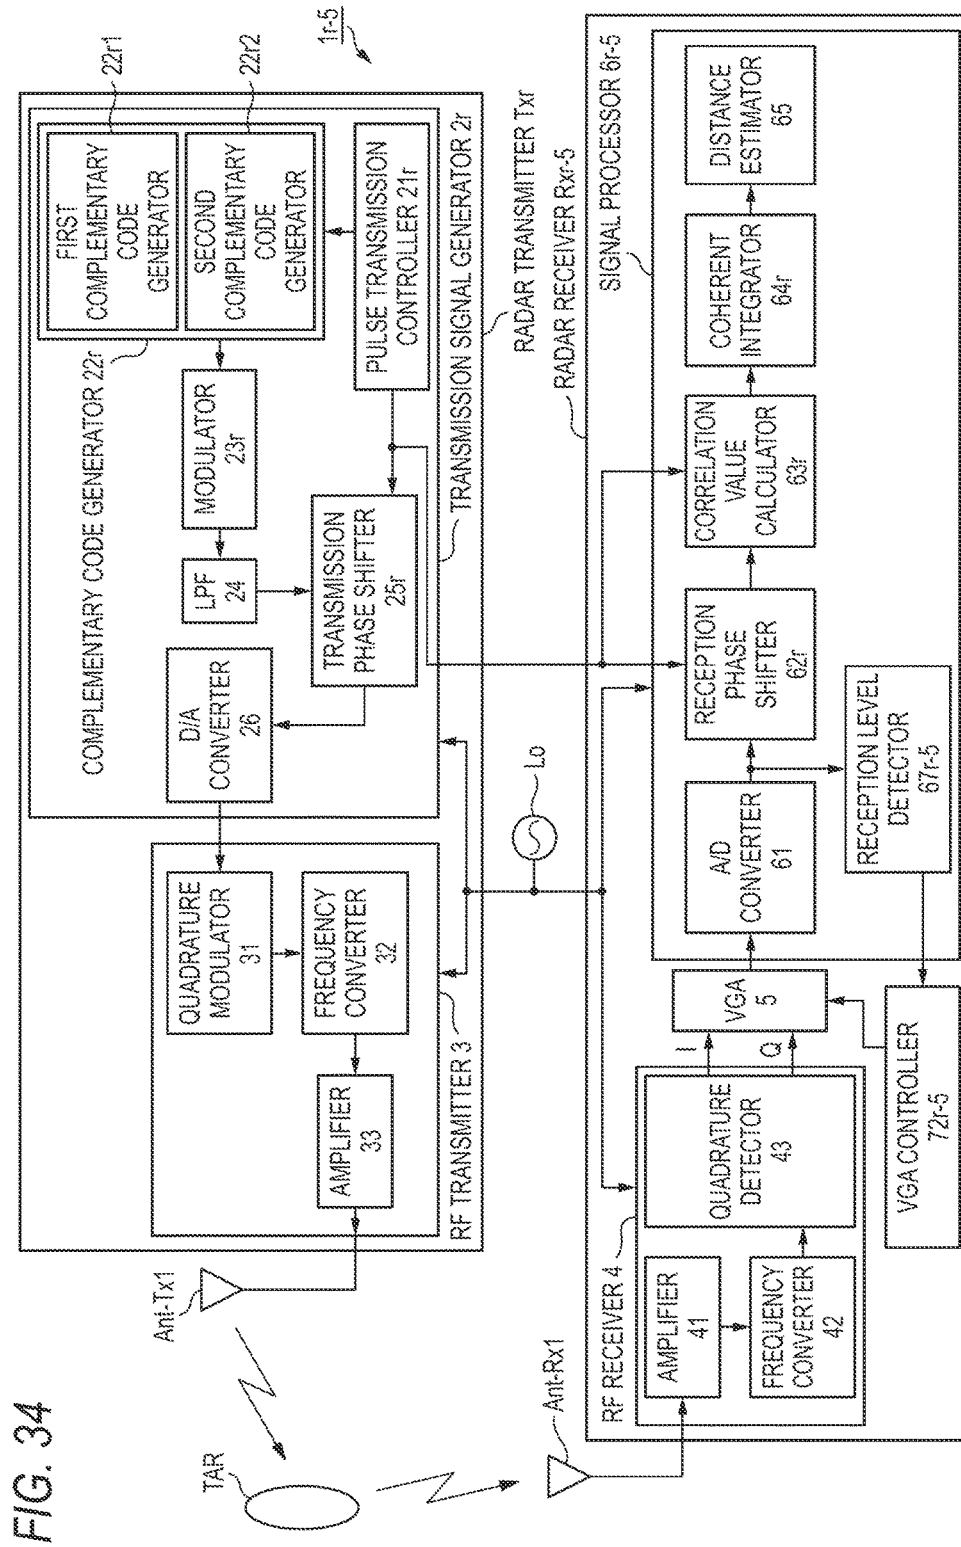 FIG. 34
1r-5
TAR
Ant-Tx1
Ant-Rx1
Lo
RADAR TRANSMITTER Txr
TRANSMISSION SIGNAL GENERATOR 2r
COMPLEMENTARY CODE GENERATOR 22r
22r1
22r2
FIRST
COMPLEMENTARY
CODE
GENERATOR
SECOND
COMPLEMENTARY
CODE
GENERATOR
PULSE TRANSMISSION
CONTROLLER 21r
MODULATOR
23r
LPF
24
TRANSMISSION
PHASE SHIFTER
25r
D/A
CONVERTER
26
RF TRANSMITTER 3
QUADRATURE
MODULATOR
31
FREQUENCY
CONVERTER
32
AMPLIFIER
33
RADAR RECEIVER Rxr-5
RF RECEIVER 4
AMPLIFIER
41
FREQUENCY
CONVERTER
42
QUADRATURE
DETECTOR
43
I
Q
VGA
5
VGA CONTROLLER
72r-5
SIGNAL PROCESSOR 6r-5
A/D
CONVERTER
61
RECEPTION
PHASE
SHIFTER
62r
RECEPTION LEVEL
DETECTOR
67r-5
CORRELATION
VALUE
CALCULATOR
63r
COHERENT
INTEGRATOR
64r
DISTANCE
ESTIMATOR
65